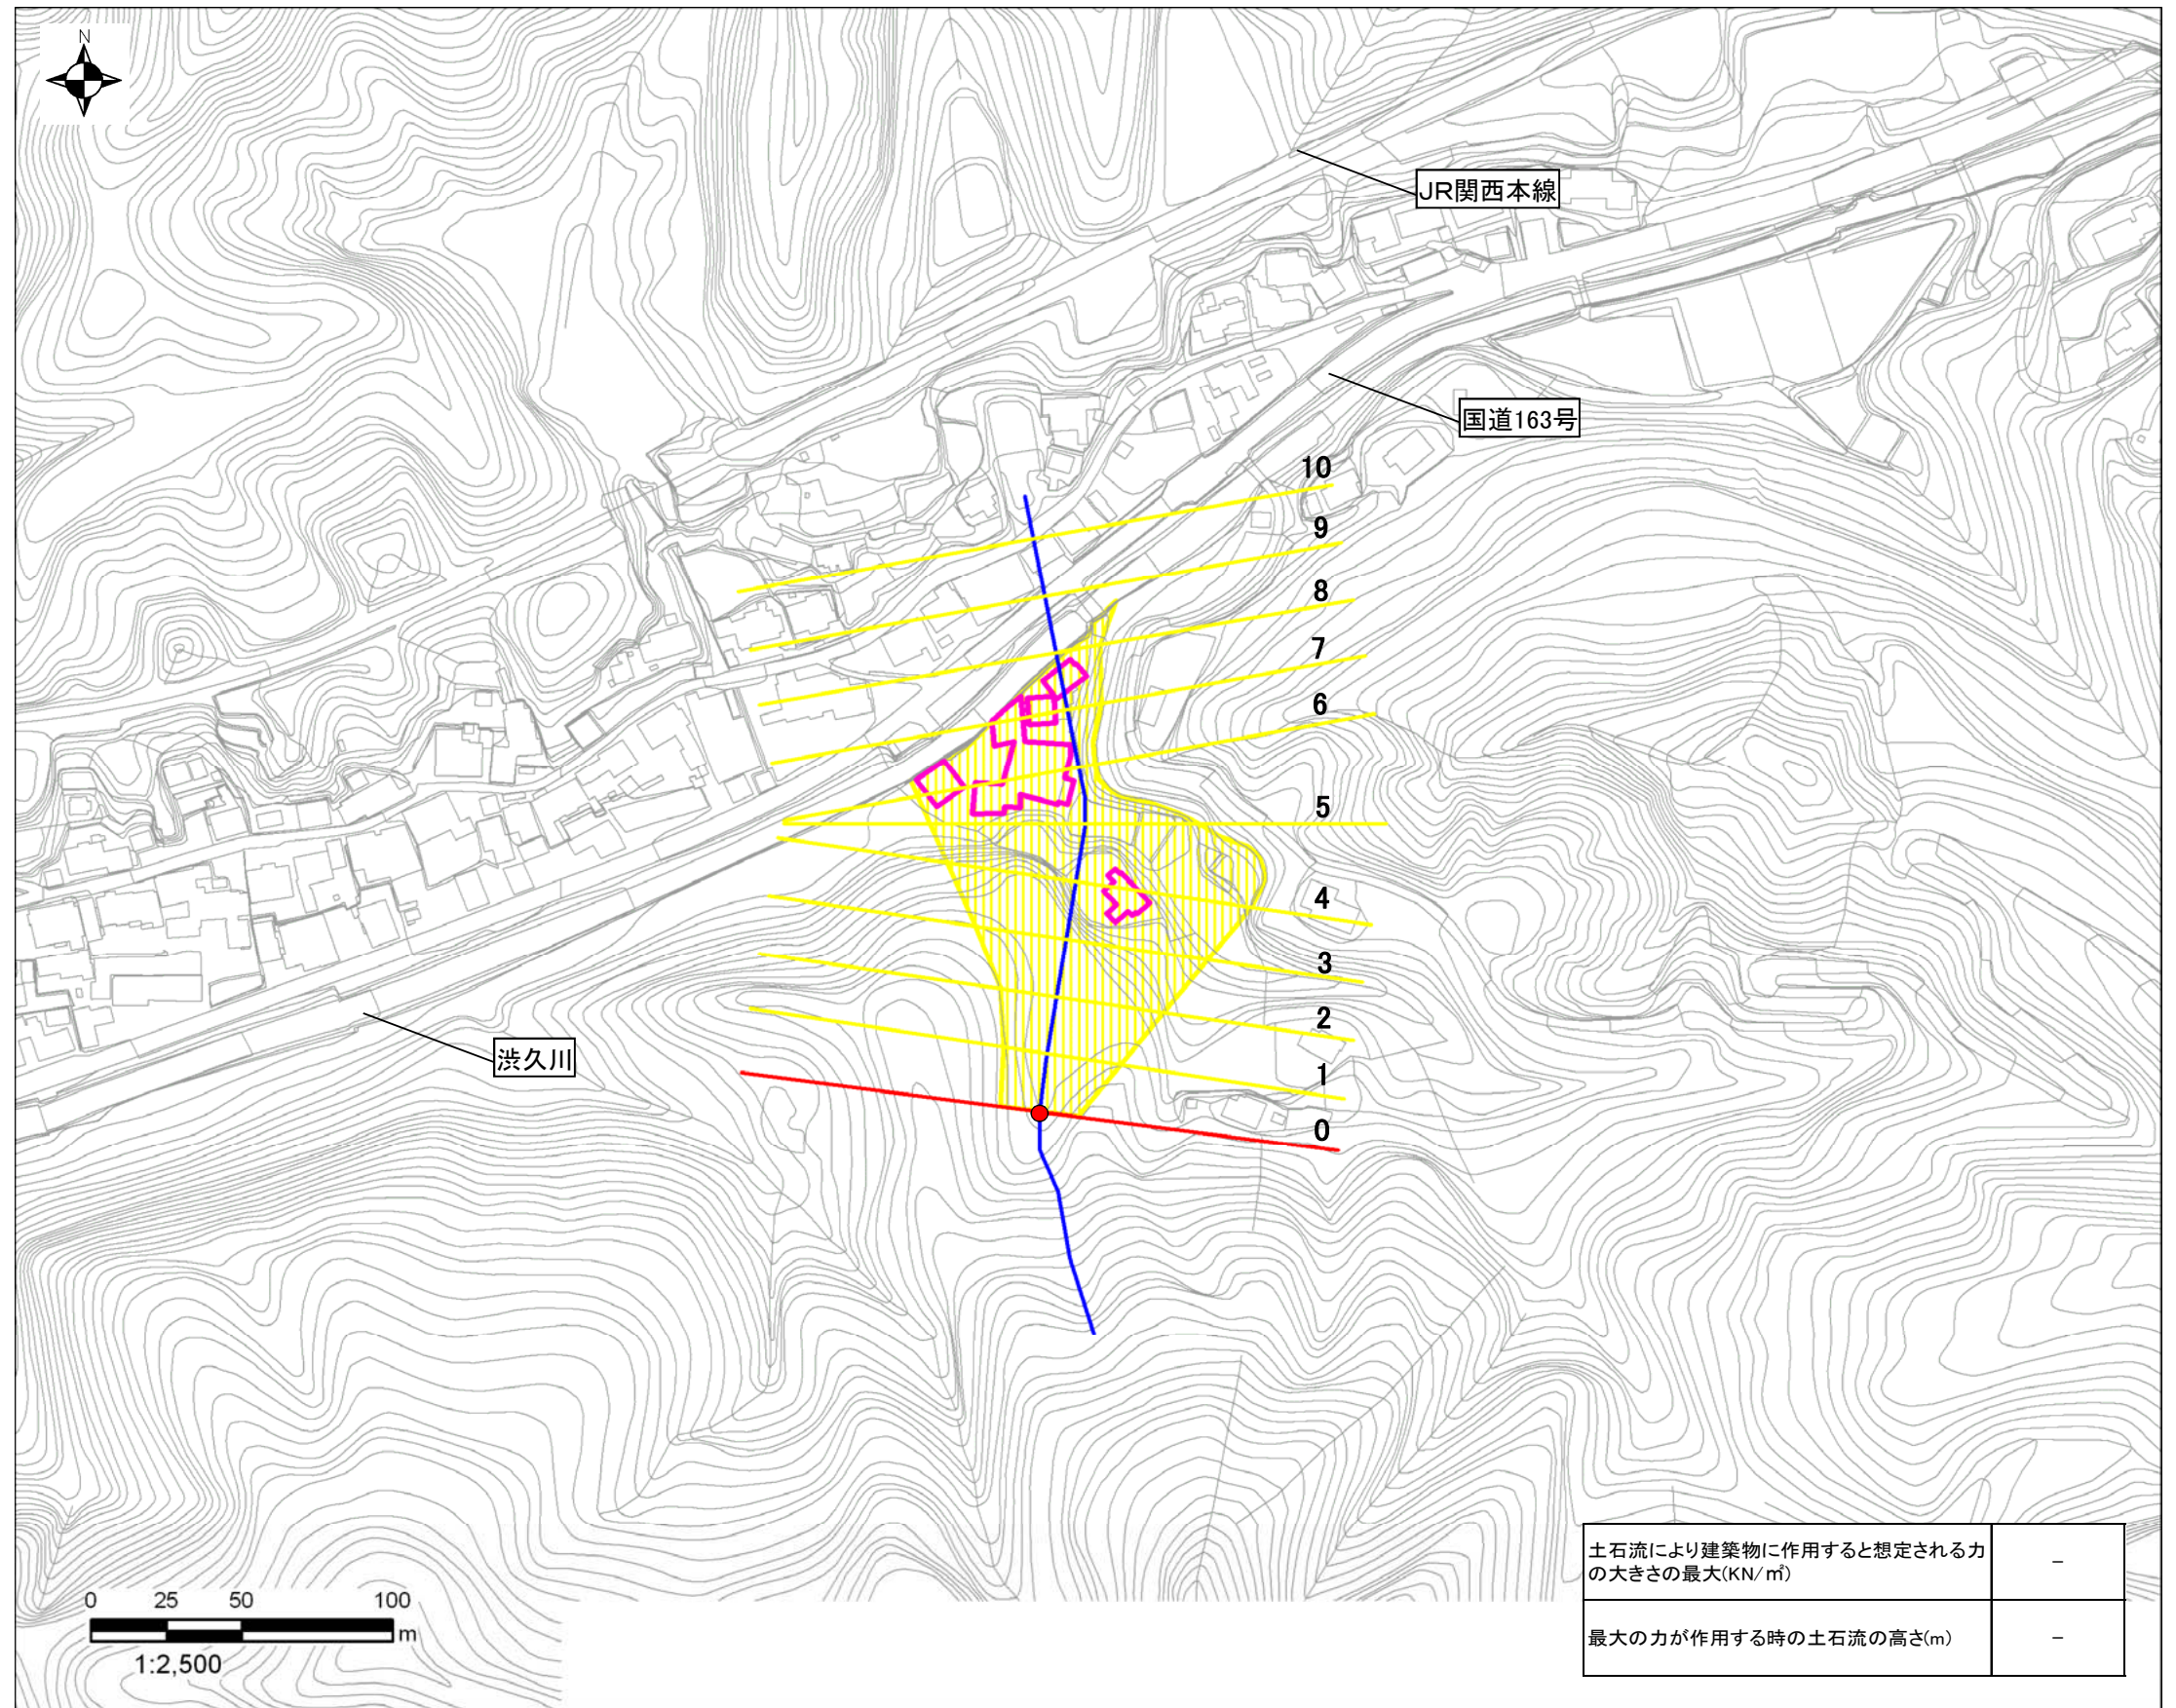 N
JR関西本線
国道163号
10
9
8
7
6
5
4
3
2
1
0
渋久川
土石流により建築物に作用すると想定される力
の大きさの最大(KN/㎡)
－
最大の力が作用する時の土石流の高さ(m)
－
0 25 50 100
m
1:2,500